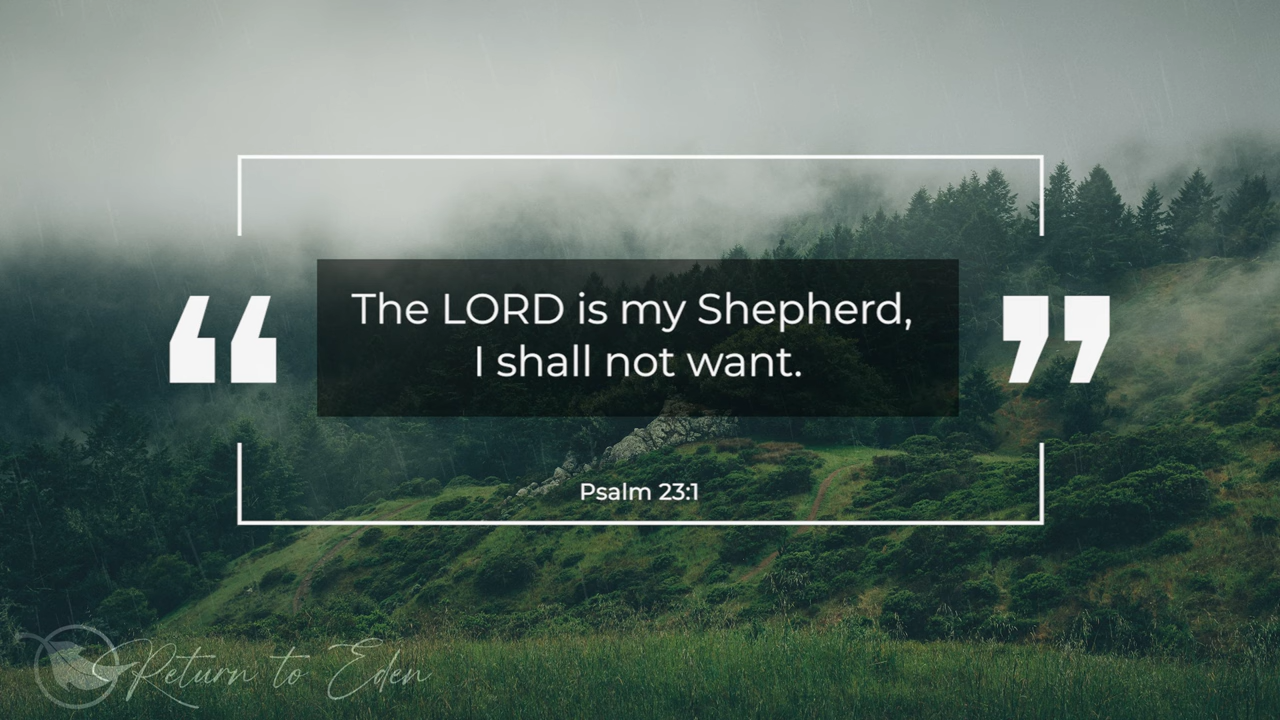 “ The LORD is my Shepherd,
I shall not want. ”
Psalm 23:1
Return to Eden